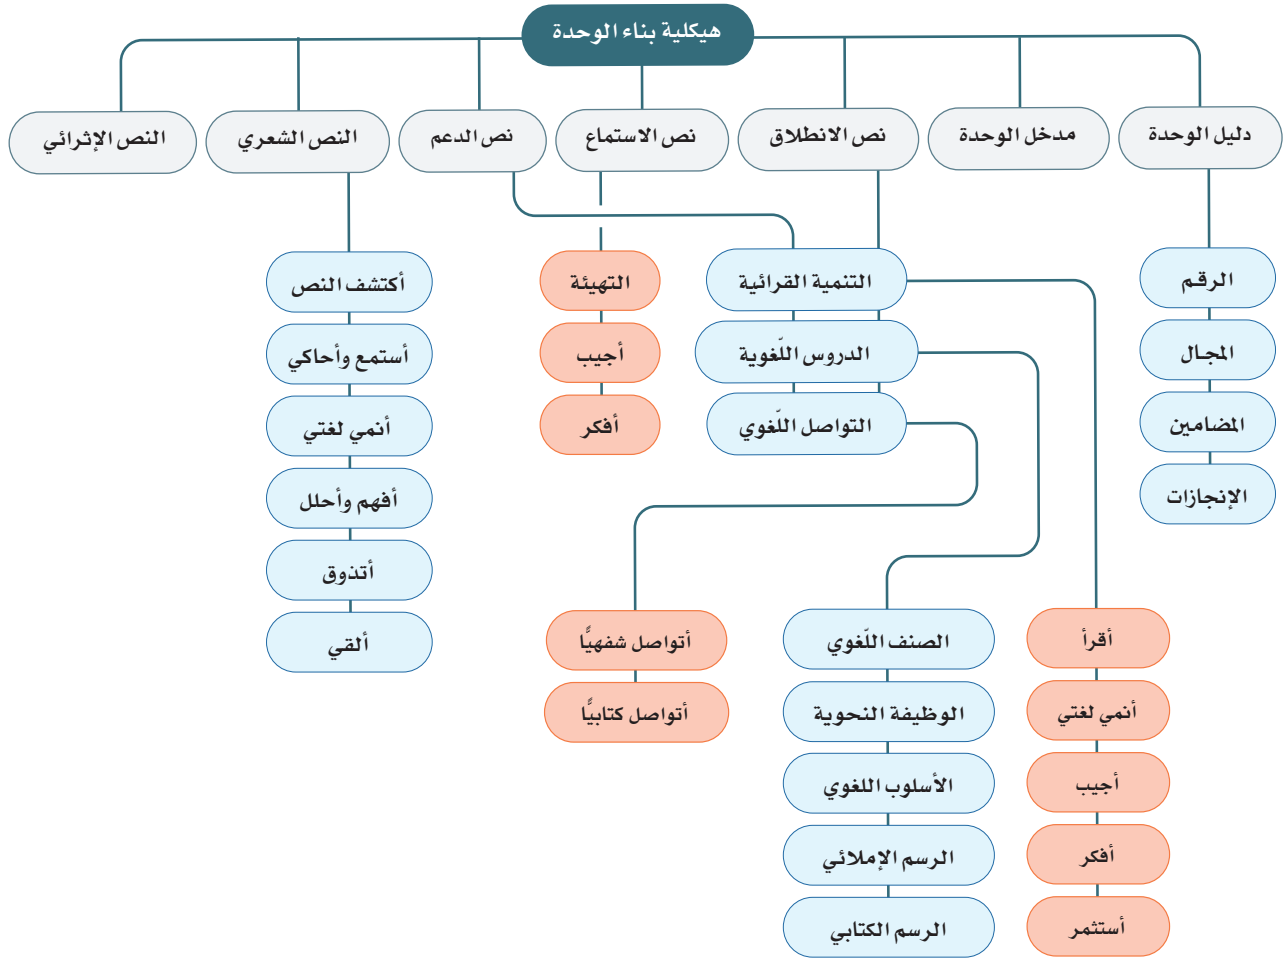 هيكلية بناء الوحدة
دليل الوحدة
مدخل الوحدة
نص الانطلاق
نص الاستماع
نص الدعم
النص الشعري
النص الإثرائي
الرقم
المجال
المضامين
الإنجازات
التنمية القرائية
الدروس اللّغوية
التواصل اللّغوي
التهيئة
أجيب
أفكر
أكتشف النص
أستمع وأحاكي
أنمي لغتي
أفهم وأحلل
أتذوق
ألقي
أقرأ
أنمي لغتي
أجيب
أفكر
أستثمر
الصنف اللّغوي
الوظيفة النحوية
الأسلوب اللغوي
الرسم الإملائي
الرسم الكتابي
أتواصل شفهيًّا
أتواصل كتابيًّا